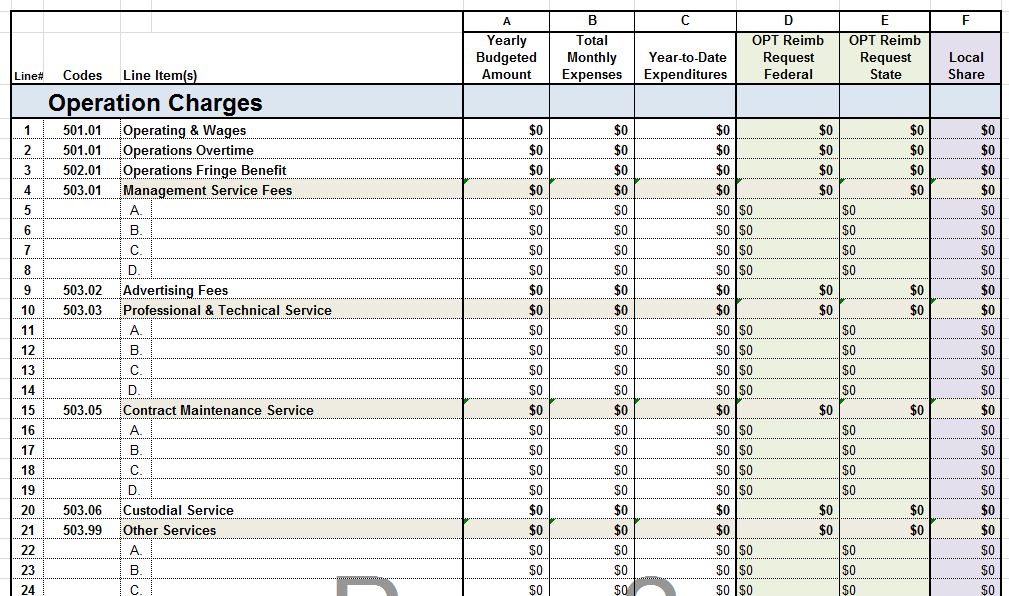 A B C D E F
Yearly Total OPT Reimb OPT Reimb
Budgeted Monthly Year-to-Date Request Request Local
Line# Codes Line Item(s) Amount Expenses Expenditures Federal State Share
Operation Charges
1 501.01 Operating & Wages $0 $0 $0 $0 $0 $0
2 501.01 Operations Overtime $0 $0 $0 $0 $0 $0
3 502.01 Operations Fringe Benefit $0 $0 $0 $0 $0 $0
4 503.01 Management Service Fees $0 $0 $0 $0 $0 $0
5 A. $0 $0 $0 $0 $0 $0
6 B. $0 $0 $0 $0 $0 $0
7 C. $0 $0 $0 $0 $0 $0
8 D. $0 $0 $0 $0 $0 $0
9 503.02 Advertising Fees $0 $0 $0 $0 $0 $0
10 503.03 Professional & Technical Service $0 $0 $0 $0 $0 $0
11 A. $0 $0 $0 $0 $0 $0
12 B. $0 $0 $0 $0 $0 $0
13 C. $0 $0 $0 $0 $0 $0
14 D. $0 $0 $0 $0 $0 $0
15 503.05 Contract Maintenance Service $0 $0 $0 $0 $0 $0
16 A. $0 $0 $0 $0 $0 $0
17 B. $0 $0 $0 $0 $0 $0
18 C. $0 $0 $0 $0 $0 $0
19 D. $0 $0 $0 $0 $0 $0
20 503.06 Custodial Service $0 $0 $0 $0 $0 $0
21 503.99 Other Services $0 $0 $0 $0 $0 $0
22 A. $0 $0 $0 $0 $0 $0
23 B. $0 $0 $0 $0 $0 $0
24 C. $0 $0 $0 $0 $0 $0